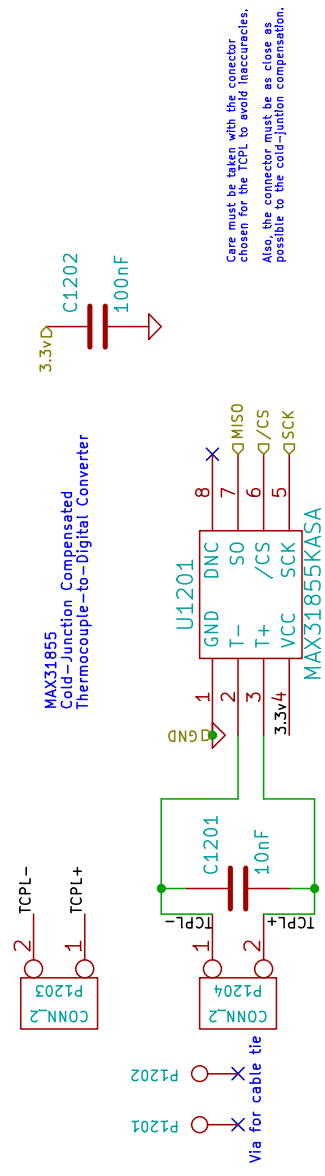 MAX31855
Cold-Junction Compensated
Thermocouple-to-Digital Converter
Care must be taken with the conector
chosen for the TCPL to avoid inaccuracies.
Also, the connector must be as close as
possible to the cold-juntion compensation.
3.3v
C1202
100nF
TCPL-
2
TCPL+
1
P1203
CONN_2
P1204
CONN_2
TCPL-
1
TCPL+
2
C1201
10nF
GND
1
2
3
3.3v
4
U1201
GND
T-
T+
VCC
DNC
SO
/CS
SCK
MAX31855KASA
8
7
6
5
MISO
/CS
SCK
P1202
P1201
Via for cable tie